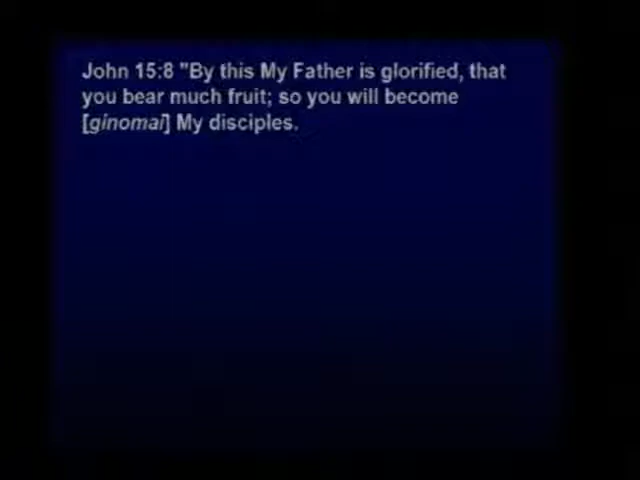 John 15:8 "By this My Father is glorified, that
you bear much fruit; so you will become
[ginomai] My disciples.